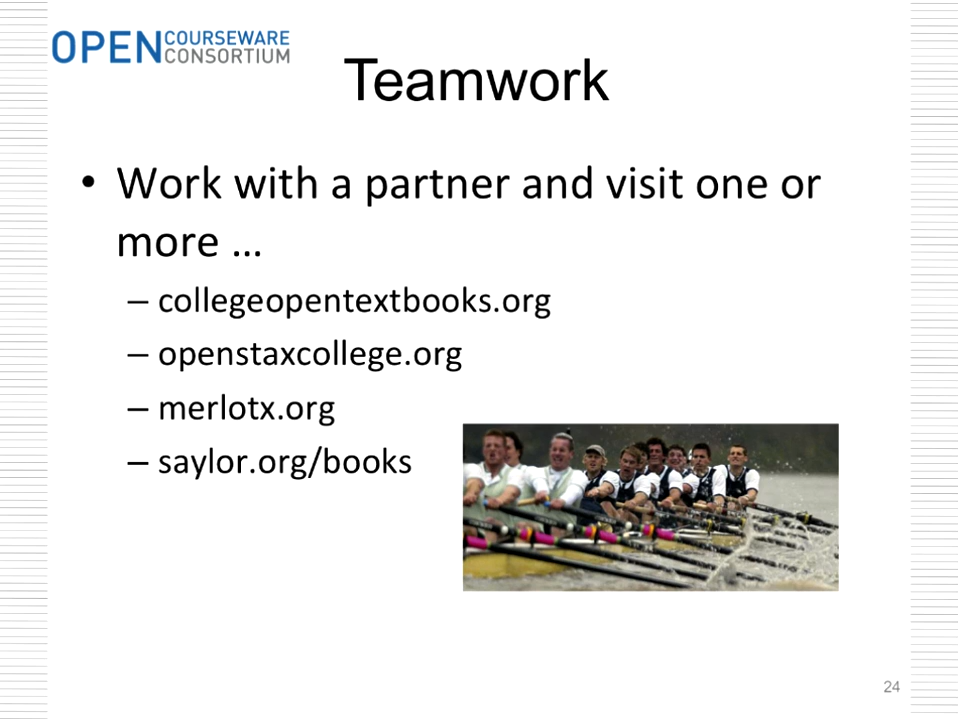 OPEN COURSEWARE CONSORTIUM
Teamwork
• Work with a partner and visit one or
more …
– collegeopentextbooks.org
– openstaxcollege.org
– merlotx.org
– saylor.org/books
24